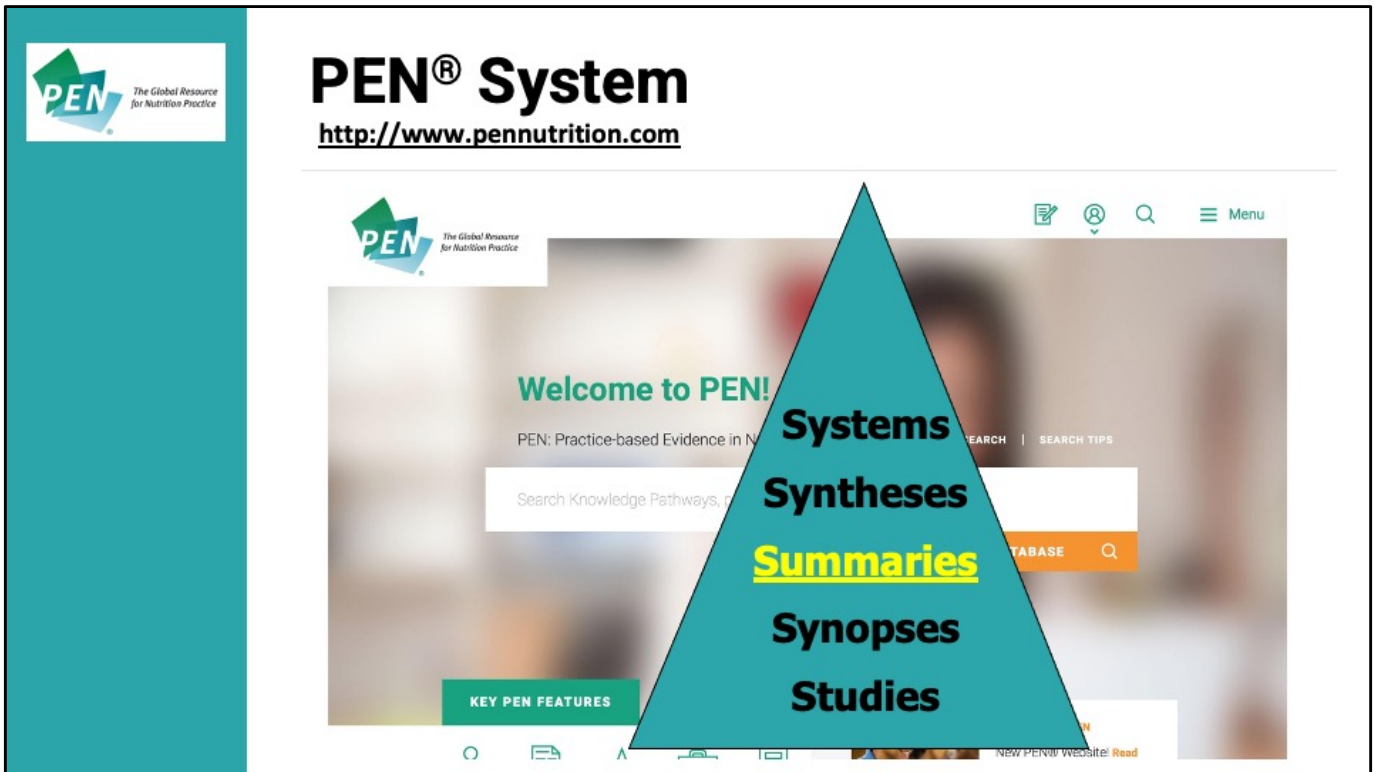 PEN
The Global Resource
for Nutrition Practice
PEN® System
http://www.pennutrition.com
PEN
The Global Resource
for Nutrition Practice
Menu
Welcome to PEN!
PEN: Practice-based Evidence in N
EARCH | SEARCH TIPS
Search Knowledge Pathways, p
TABASE
Systems
Syntheses
Summaries
Synopses
Studies
KEY PEN FEATURES
N
New PEN® Website! Read